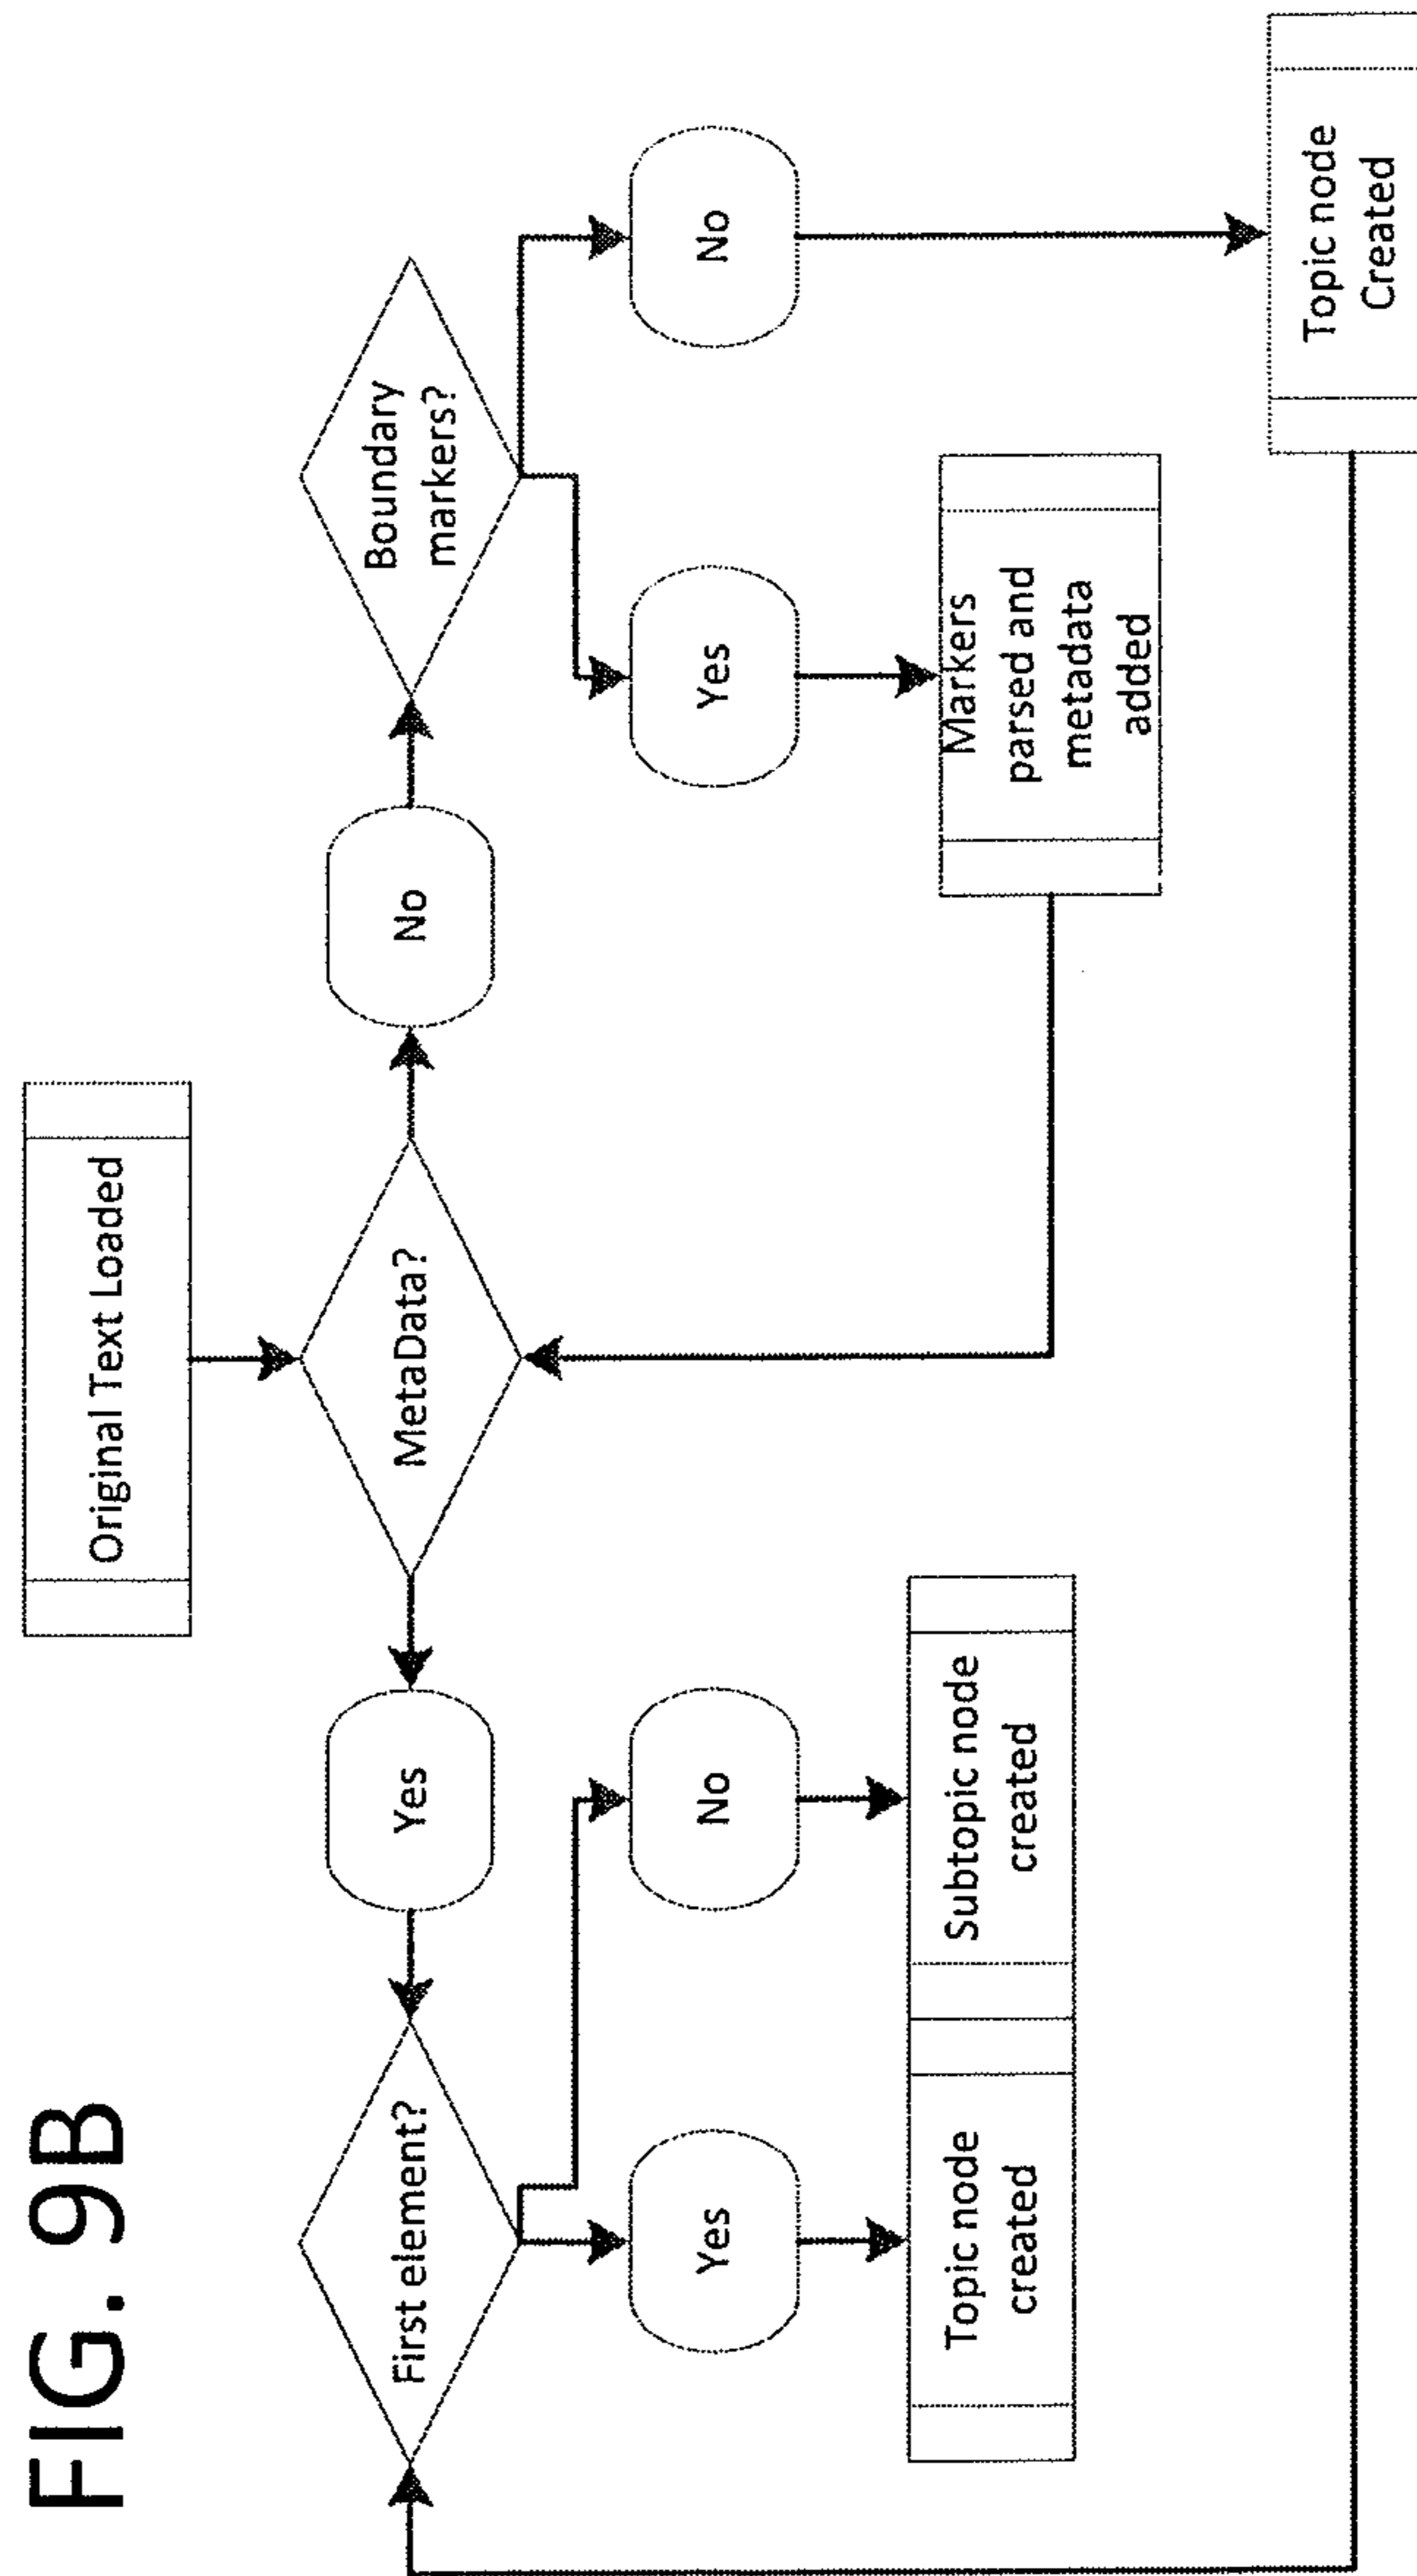 FIG. 9B
Original Text Loaded
First element?
Yes
MetaData?
No
Boundary
markers?
Yes
No
Yes
No
Topic node
created
Subtopic node
created
Markers
parsed and
metadata
added
Topic node
Created